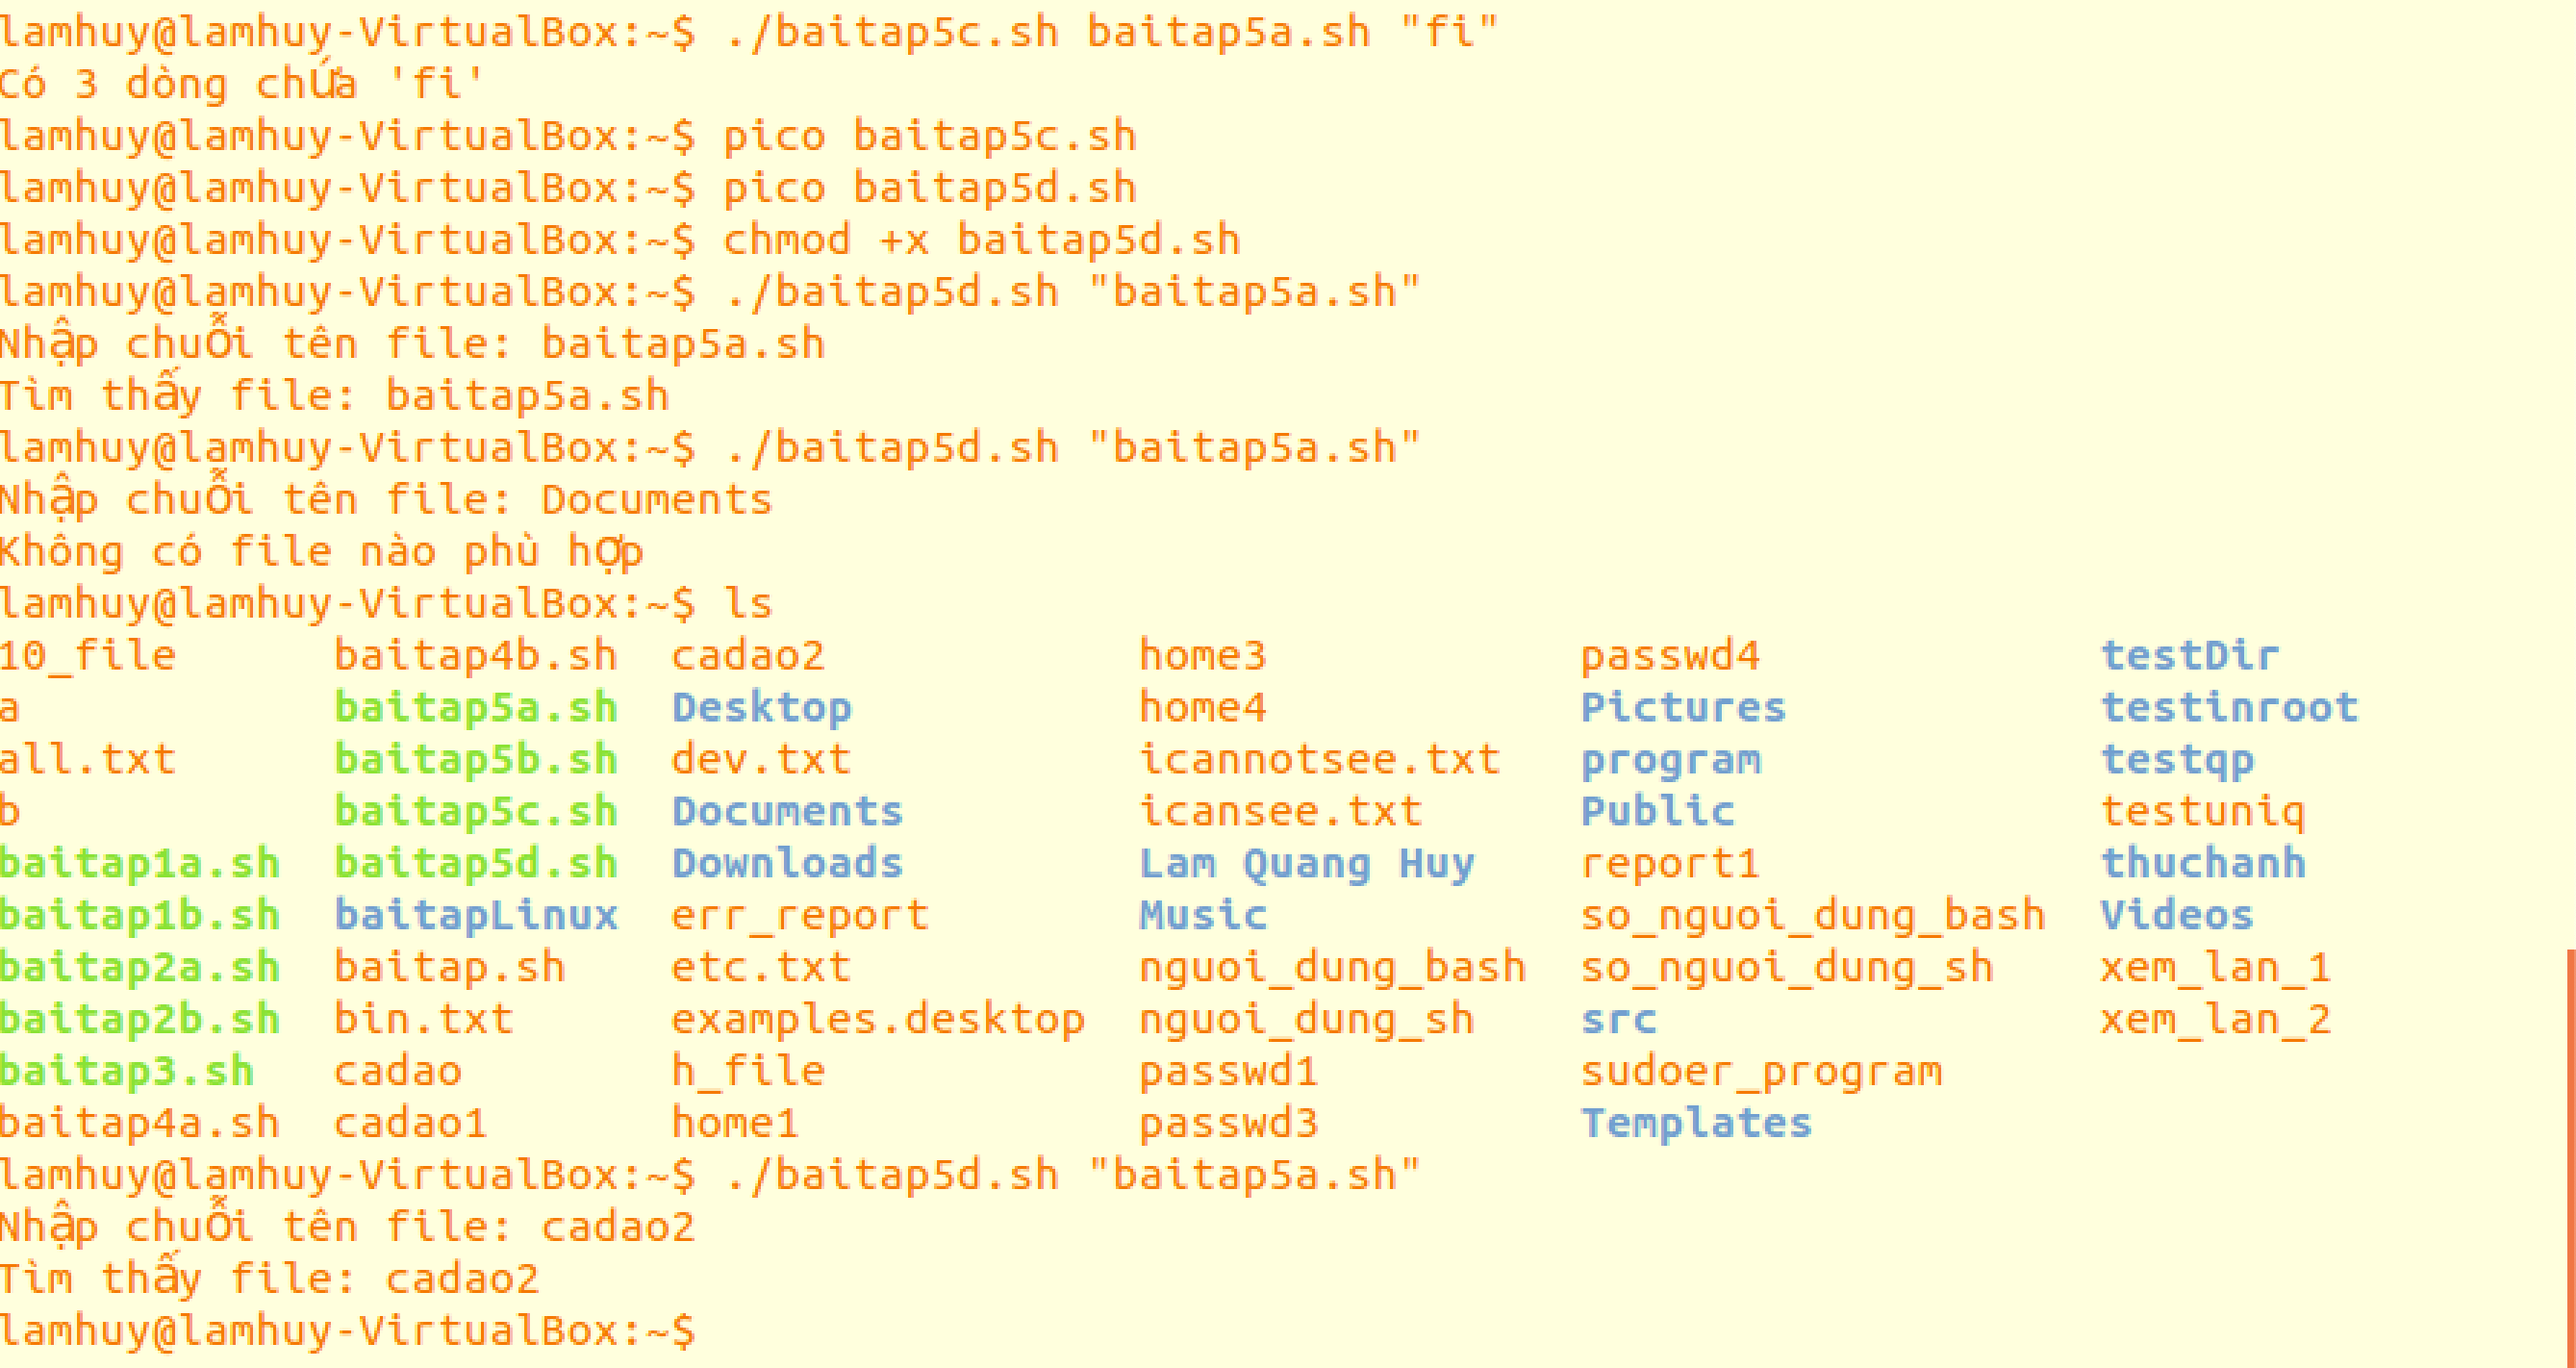 lamhuy@lamhuy-VirtualBox:~$ ./baitap5c.sh baitap5a.sh "fi"
Có 3 dòng chứa 'fi'
lamhuy@lamhuy-VirtualBox:~$ pico baitap5c.sh
lamhuy@lamhuy-VirtualBox:~$ pico baitap5d.sh
lamhuy@lamhuy-VirtualBox:~$ chmod +x baitap5d.sh
lamhuy@lamhuy-VirtualBox:~$ ./baitap5d.sh "baitap5a.sh"
Nhập chuỗi tên file: baitap5a.sh
Tìm thấy file: baitap5a.sh
lamhuy@lamhuy-VirtualBox:~$ ./baitap5d.sh "baitap5a.sh"
Nhập chuỗi tên file: Documents
Không có file nào phù hợp
lamhuy@lamhuy-VirtualBox:~$ ls
10_file baitap4b.sh cadao2 home3 passwd4 testDir
a baitap5a.sh Desktop home4 Pictures testinroot
all.txt baitap5b.sh dev.txt icannotsee.txt program testqp
b baitap5c.sh Documents icansee.txt Public testuniq
baitap1a.sh baitap5d.sh Downloads Lam Quang Huy report1 thuchanh
baitap1b.sh baitapLinux err_report Music so_nguoi_dung_bash Videos
baitap2a.sh baitap.sh etc.txt nguoi_dung_bash so_nguoi_dung_sh xem_lan_1
baitap2b.sh bin.txt examples.desktop nguoi_dung_sh src xem_lan_2
baitap3.sh cadao h_file passwd1 sudoer_program
baitap4a.sh cadao1 home1 passwd3 Templates
lamhuy@lamhuy-VirtualBox:~$ ./baitap5d.sh "baitap5a.sh"
Nhập chuỗi tên file: cadao2
Tìm thấy file: cadao2
lamhuy@lamhuy-VirtualBox:~$